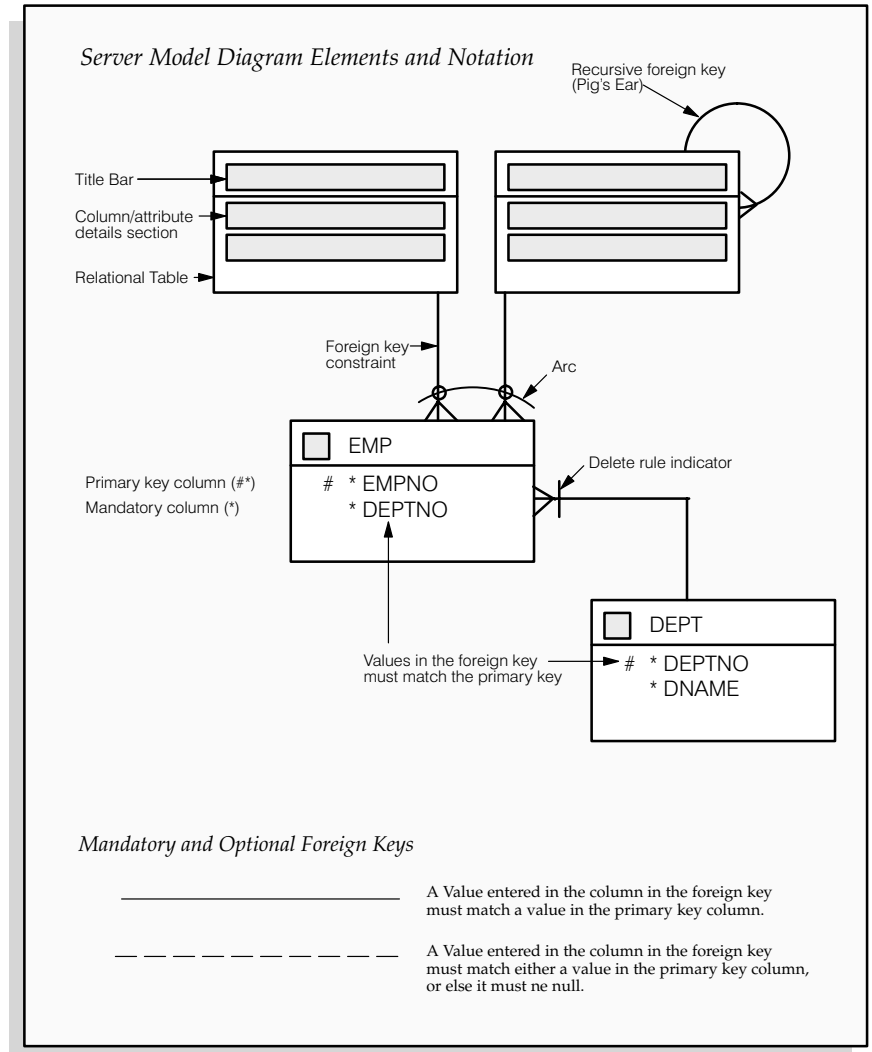 Server Model Diagram Elements and Notation
Recursive foreign key
(Pig's Ear)
Title Bar
Column/attribute
details section
Relational Table
Foreign key
constraint
Arc
EMP
Delete rule indicator
Primary key column (#*)
# * EMPNO
Mandatory column (*)
* DEPTNO
DEPT
Values in the foreign key
must match the primary key
# * DEPTNO
* DNAME
Mandatory and Optional Foreign Keys
A Value entered in the column in the foreign key
must match a value in the primary key column.
A Value entered in the column in the foreign key
must match either a value in the primary key column,
or else it must ne null.